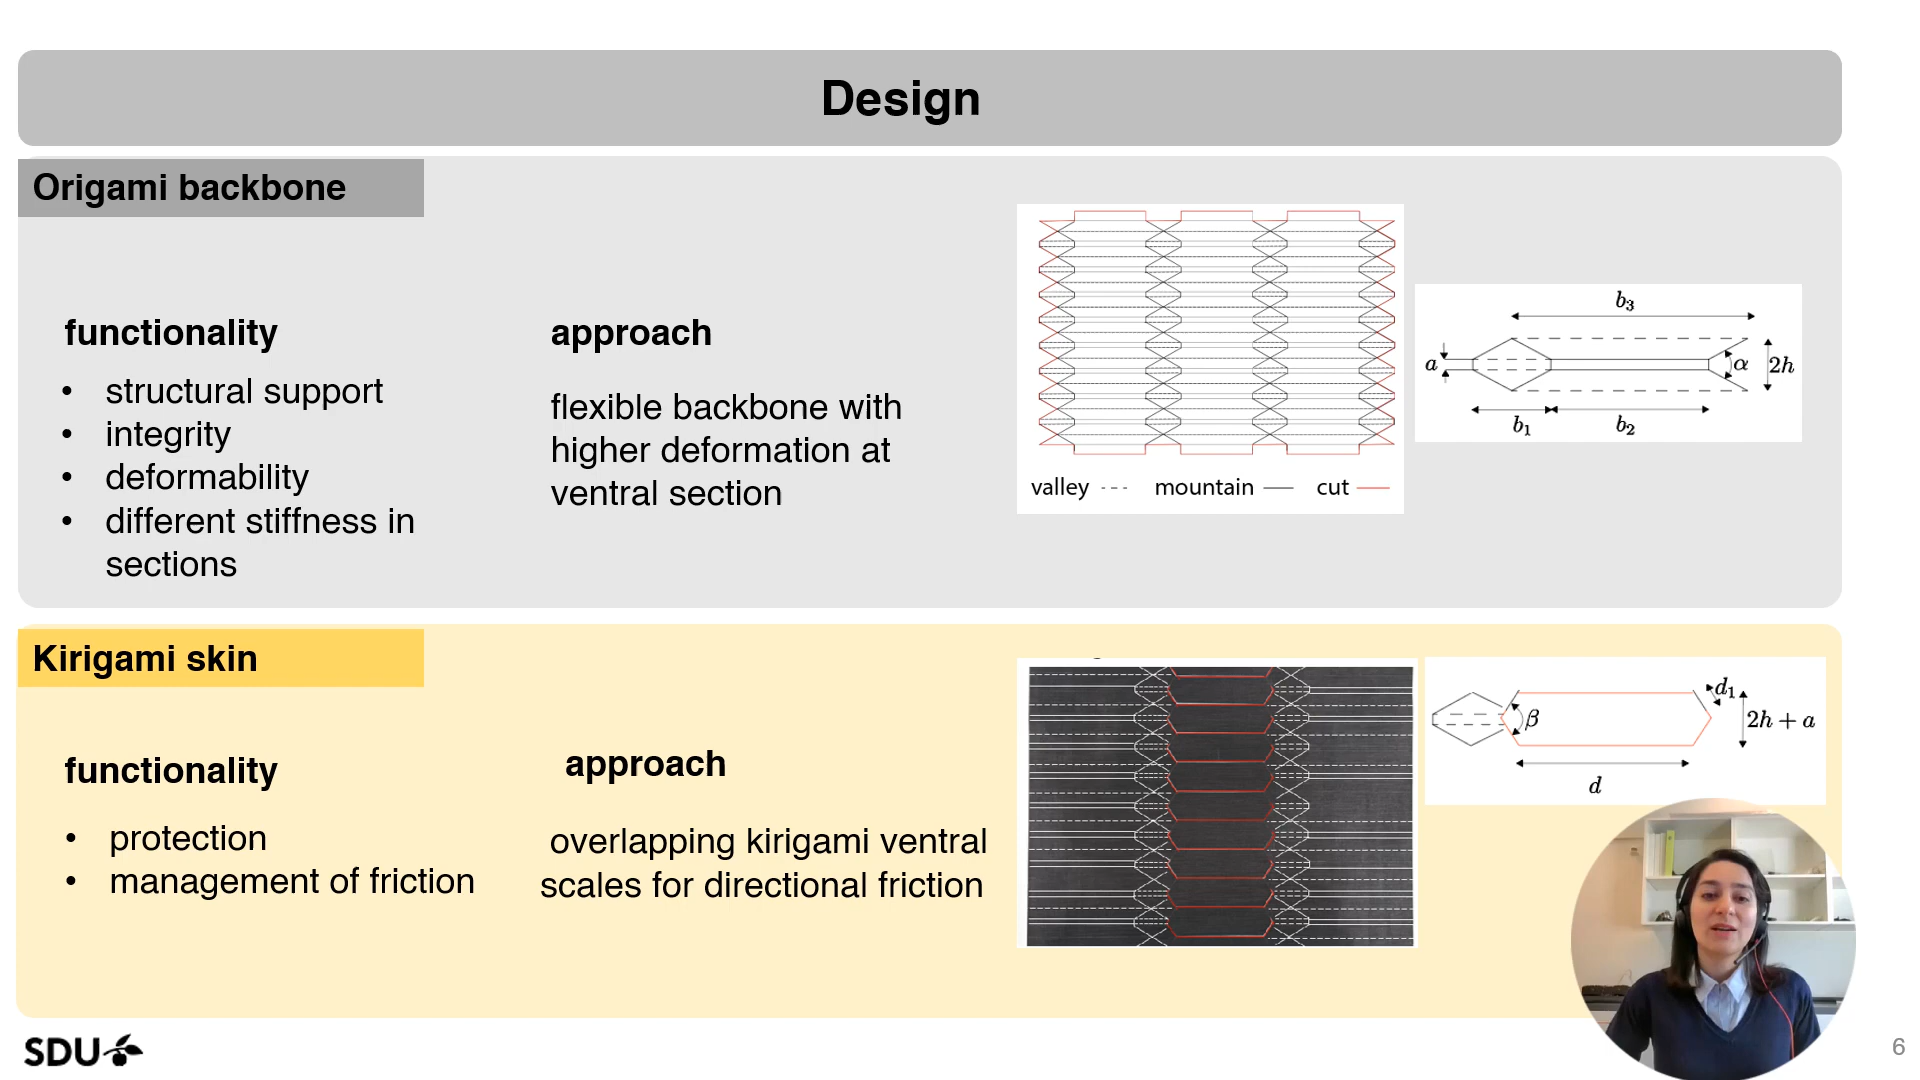 Design
Origami backbone
functionality
• structural support
• integrity
• deformability
• different stiffness in
sections
approach
flexible backbone with
higher deformation at
ventral section
valley mountain cut
b₃
a α 2h
b₁ b₂
Kirigami skin
functionality
• protection
• management of friction
approach
overlapping kirigami ventral
scales for directional friction
d₁
β 2h + a
d
SDU
6